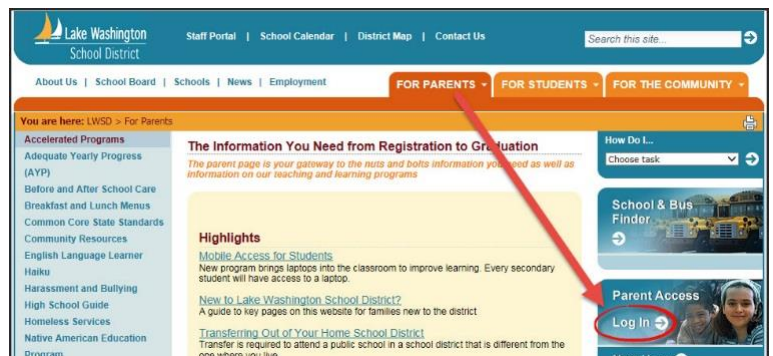 Lake Washington
School District
Staff Portal | School Calendar | District Map | Contact Us
Search this site...
About Us | School Board | Schools | News | Employment
FOR PARENTS
FOR STUDENTS
FOR THE COMMUNITY
You are here: LWSD > For Parents
Accelerated Programs
Adequate Yearly Progress
(AYP)
Before and After School Care
Breakfast and Lunch Menus
Common Core State Standards
Community Resources
English Language Learner
Haiku
Harassment and Bullying
High School Guide
Homeless Services
Native American Education
Program
The Information You Need from Registration to Graduation
The parent page is your gateway to the nuts and bolts information you need as well as
information on our teaching and learning programs
Highlights
Mobile Access for Students
New program brings laptops into the classroom to improve learning. Every secondary
student will have access to a laptop.
New to Lake Washington School District?
A guide to key pages on this website for families new to the district
Transferring Out of Your Home School District
Transfer is required to attend a public school in a school district that is different from the
one where you live
How Do I...
Choose task
School & Bus
Finder
Parent Access
Log In